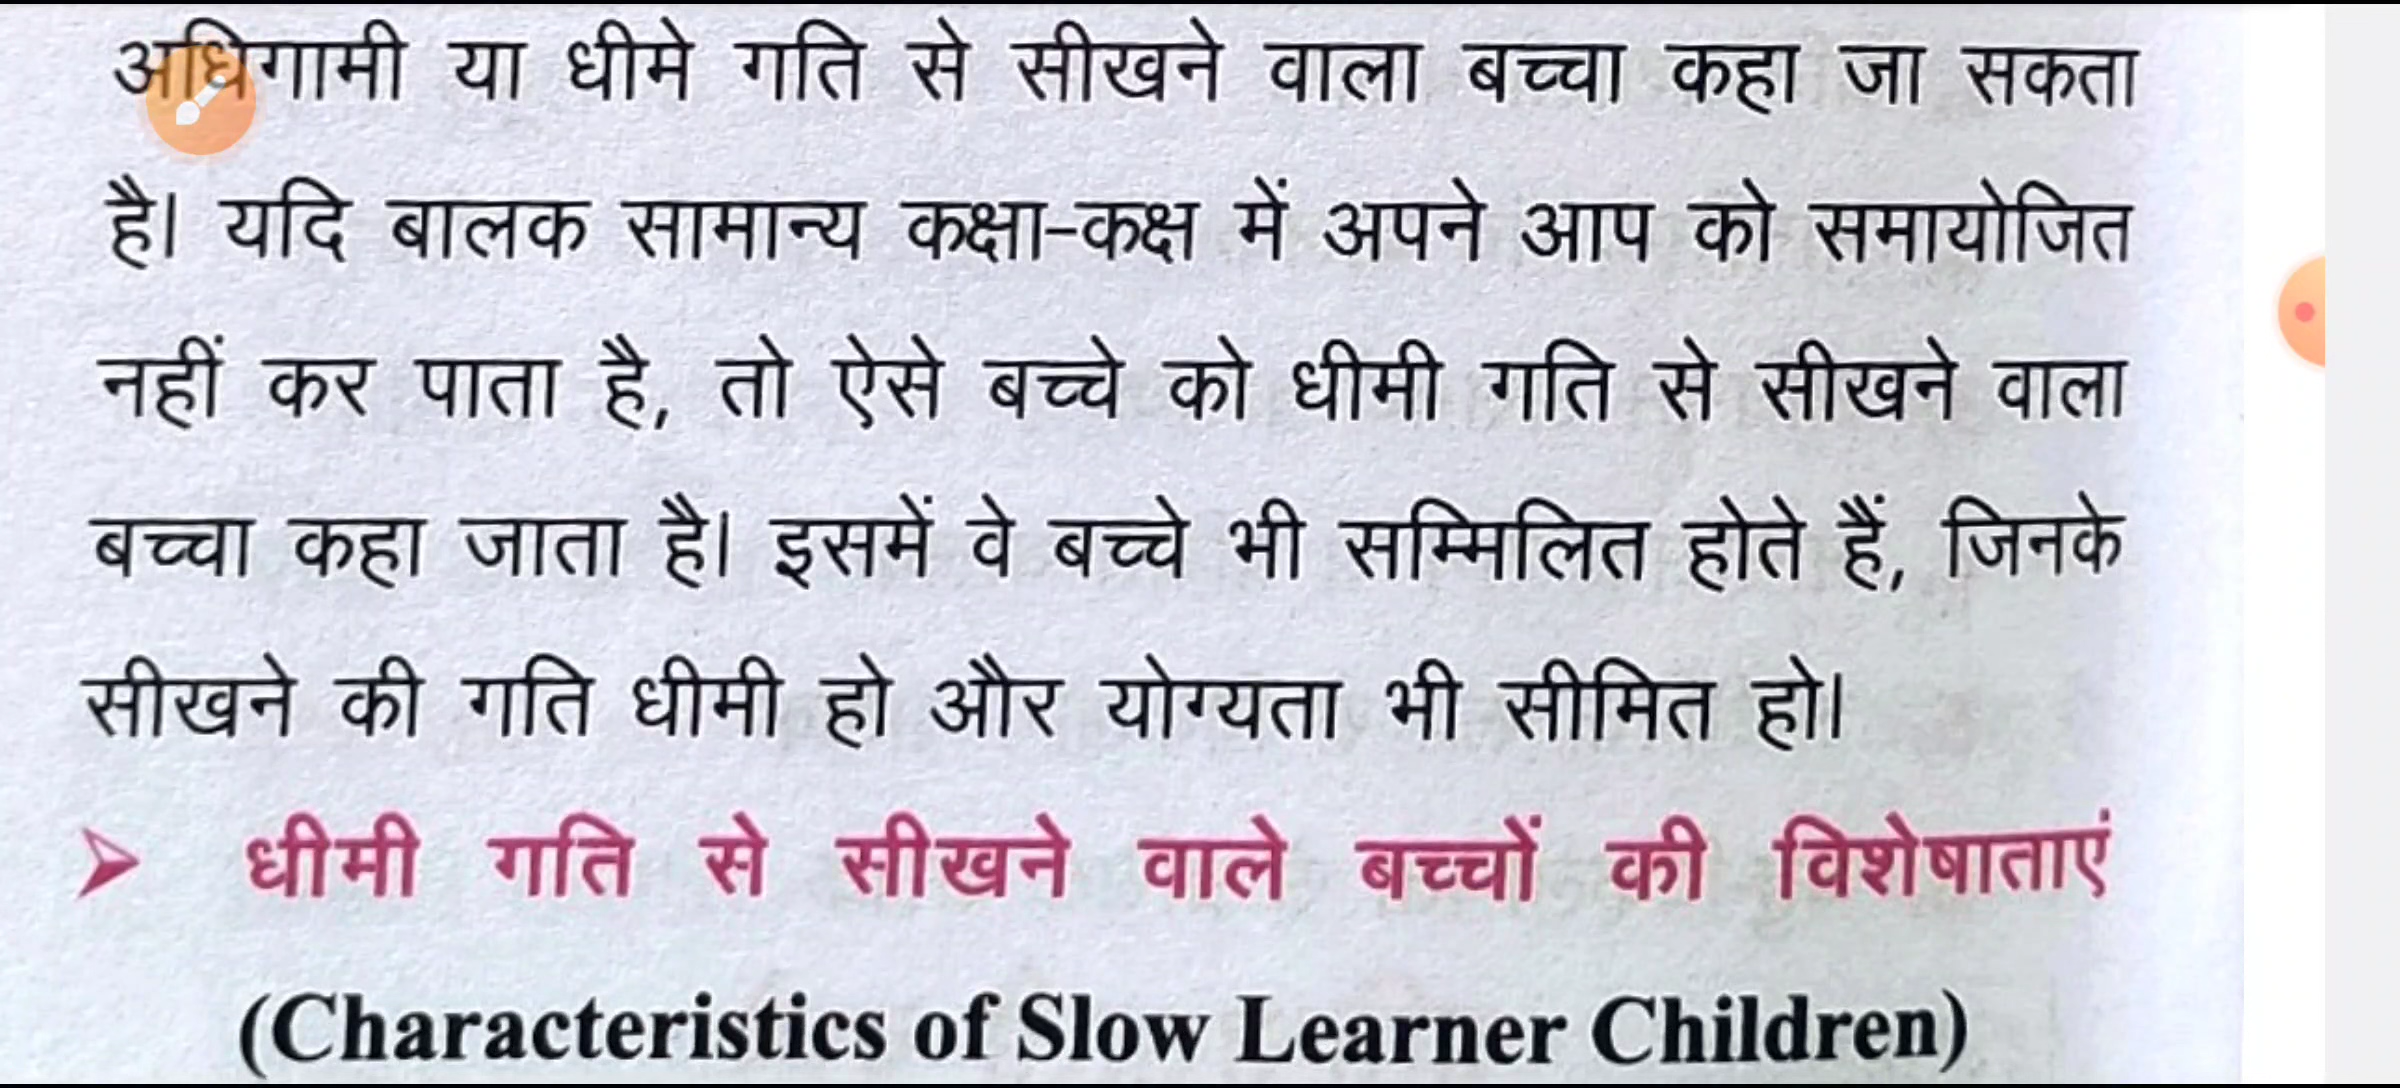 अधिगामी या धीमे गति से सीखने वाला बच्चा कहा जा सकता
है। यदि बालक सामान्य कक्षा-कक्ष में अपने आप को समायोजित
नहीं कर पाता है, तो ऐसे बच्चे को धीमी गति से सीखने वाला
बच्चा कहा जाता है। इसमें वे बच्चे भी सम्मिलित होते हैं, जिनके
सीखने की गति धीमी हो और योग्यता भी सीमित हो।
➤ धीमी गति से सीखने वाले बच्चों की विशेषाताएं
(Characteristics of Slow Learner Children)